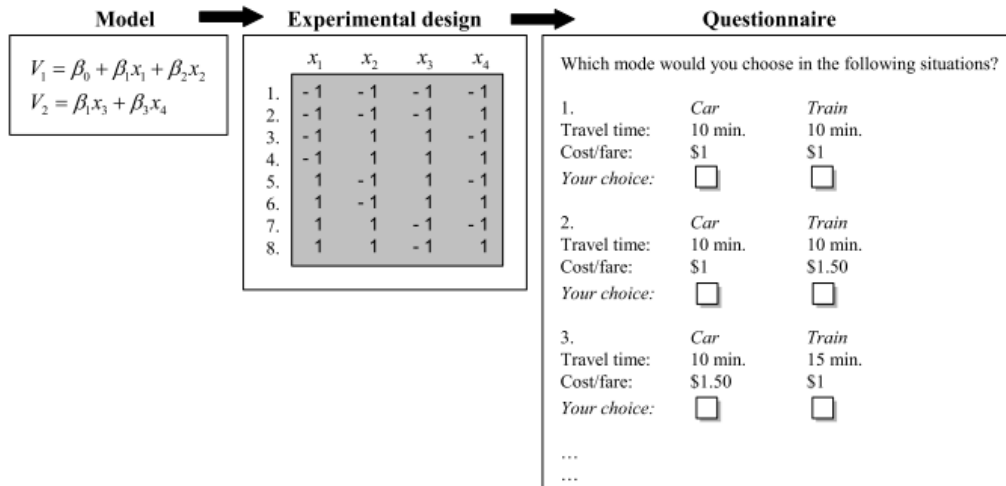 Model
Experimental design
Questionnaire
V₁ = β₀ + β₁x₁ + β₂x₂
V₂ = β₁x₃ + β₃x₄
x₁ x₂ x₃ x₄
1. -1 -1 -1 -1
2. -1 -1 -1 1
3. -1 1 1 -1
4. -1 1 1 1
5. 1 -1 1 -1
6. 1 -1 1 1
7. 1 1 -1 -1
8. 1 1 -1 1
Which mode would you choose in the following situations?
1. Car Train
Travel time: 10 min. 10 min.
Cost/fare: $1 $1
Your choice:
2. Car Train
Travel time: 10 min. 10 min.
Cost/fare: $1 $1.50
Your choice:
3. Car Train
Travel time: 10 min. 15 min.
Cost/fare: $1.50 $1
Your choice:
...
...